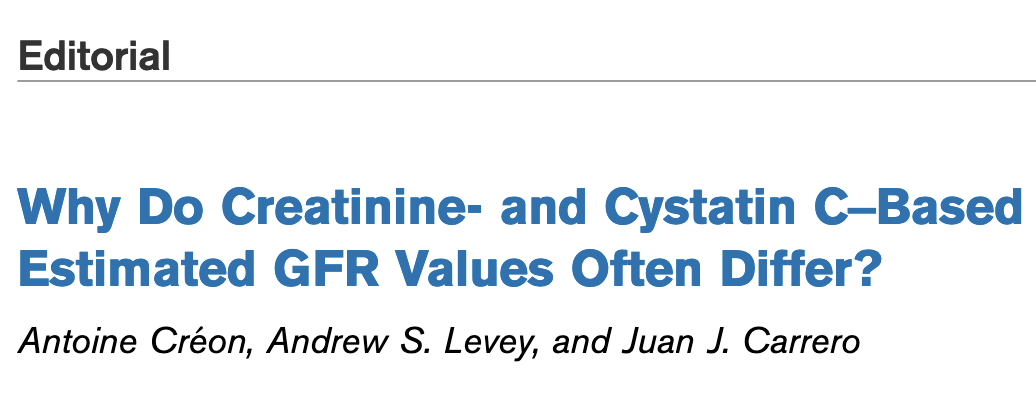 Editorial
Why Do Creatinine- and Cystatin C–Based
Estimated GFR Values Often Differ?
Antoine Créon, Andrew S. Levey, and Juan J. Carrero